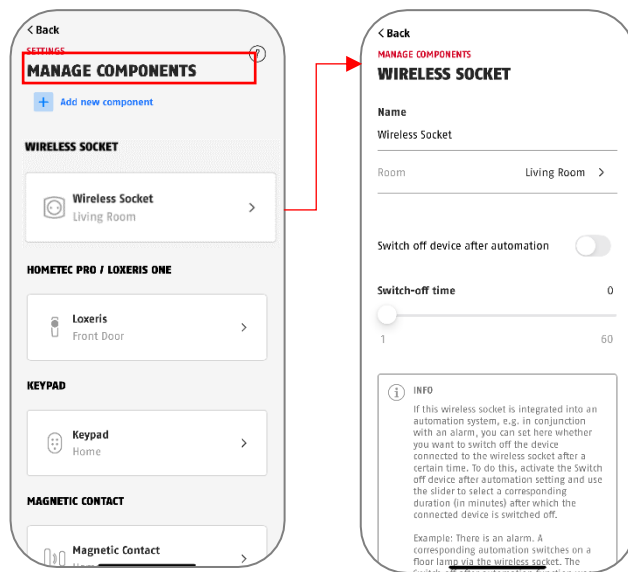 Back
SETTINGS
MANAGE COMPONENTS
Add new component
WIRELESS SOCKET
Wireless Socket
Living Room
HOMETEC PRO / LOXERIS ONE
Loxeris
Front Door
KEYPAD
Keypad
Home
MAGNETIC CONTACT
Magnetic Contact
Back
MANAGE COMPONENTS
WIRELESS SOCKET
Name
Wireless Socket
Room Living Room
Switch off device after automation
Switch-off time 0
1 60
INFO
If this wireless socket is integrated into an
automation system, e.g. in conjunction
with an alarm, you can set here whether
you want to switch off the device
connected to the wireless socket after a
certain time. To do this, activate the Switch
off device after automation setting and use
the slider to select a corresponding
duration (in minutes) after which the
connected device is switched off.
Example: There is an alarm. A
corresponding automation switches on a
floor lamp via the wireless socket. The